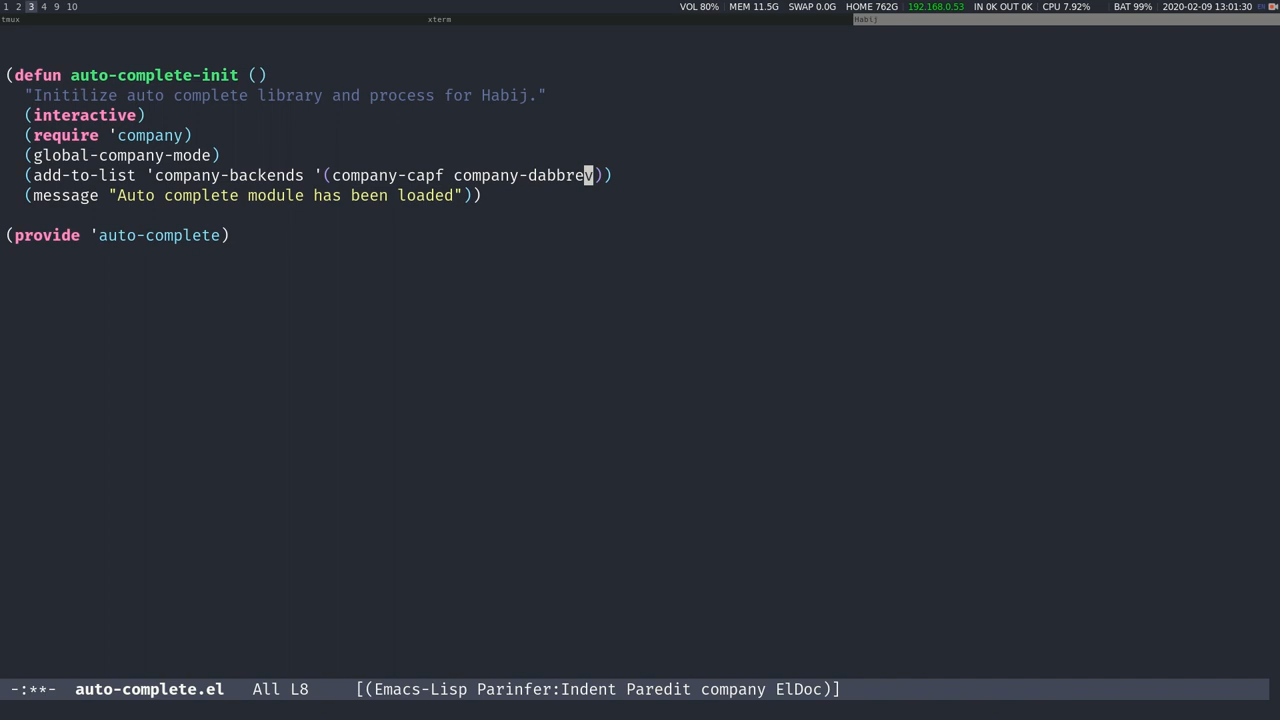 1 2 3 4 9 10 VOL 80% MEM 11.5G SWAP 0.0G HOME 762G 192.168.0.53 IN 0K OUT 0K CPU 7.92% BAT 99% 2020-02-09 13:01:30
tmux xterm Habij
(defun auto-complete-init ()
"Initilize auto complete library and process for Habij."
(interactive)
(require 'company)
(global-company-mode)
(add-to-list 'company-backends '(company-capf company-dabbrev))
(message "Auto complete module has been loaded"))
(provide 'auto-complete)
-:**- auto-complete.el All L8 [(Emacs-Lisp Parinfer:Indent Paredit company ElDoc)]